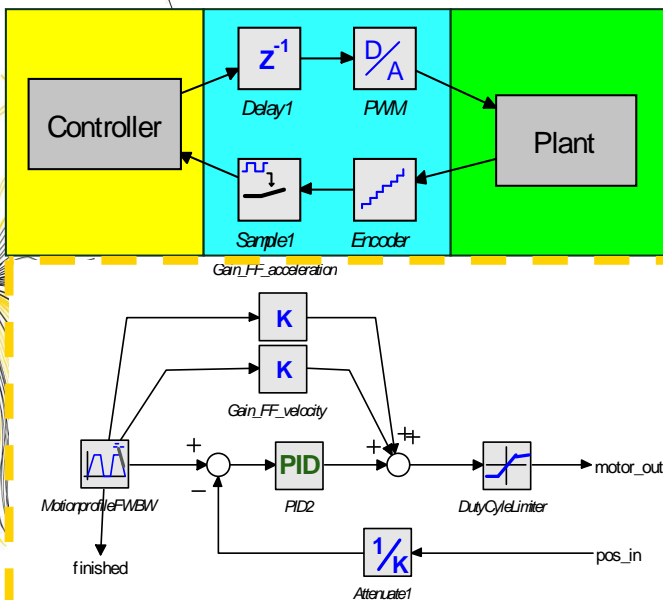 Controller
Z-1
Delay1
D/A
PWM
Plant
Sample1
Encoder
Gain_FF_acceleration
K
K
Gain_FF_velocity
+
−
+
++
MotionprofileFWBW
PID
PID2
DutyCyleLimiter
motor_out
finished
1/K
Attenuate1
pos_in